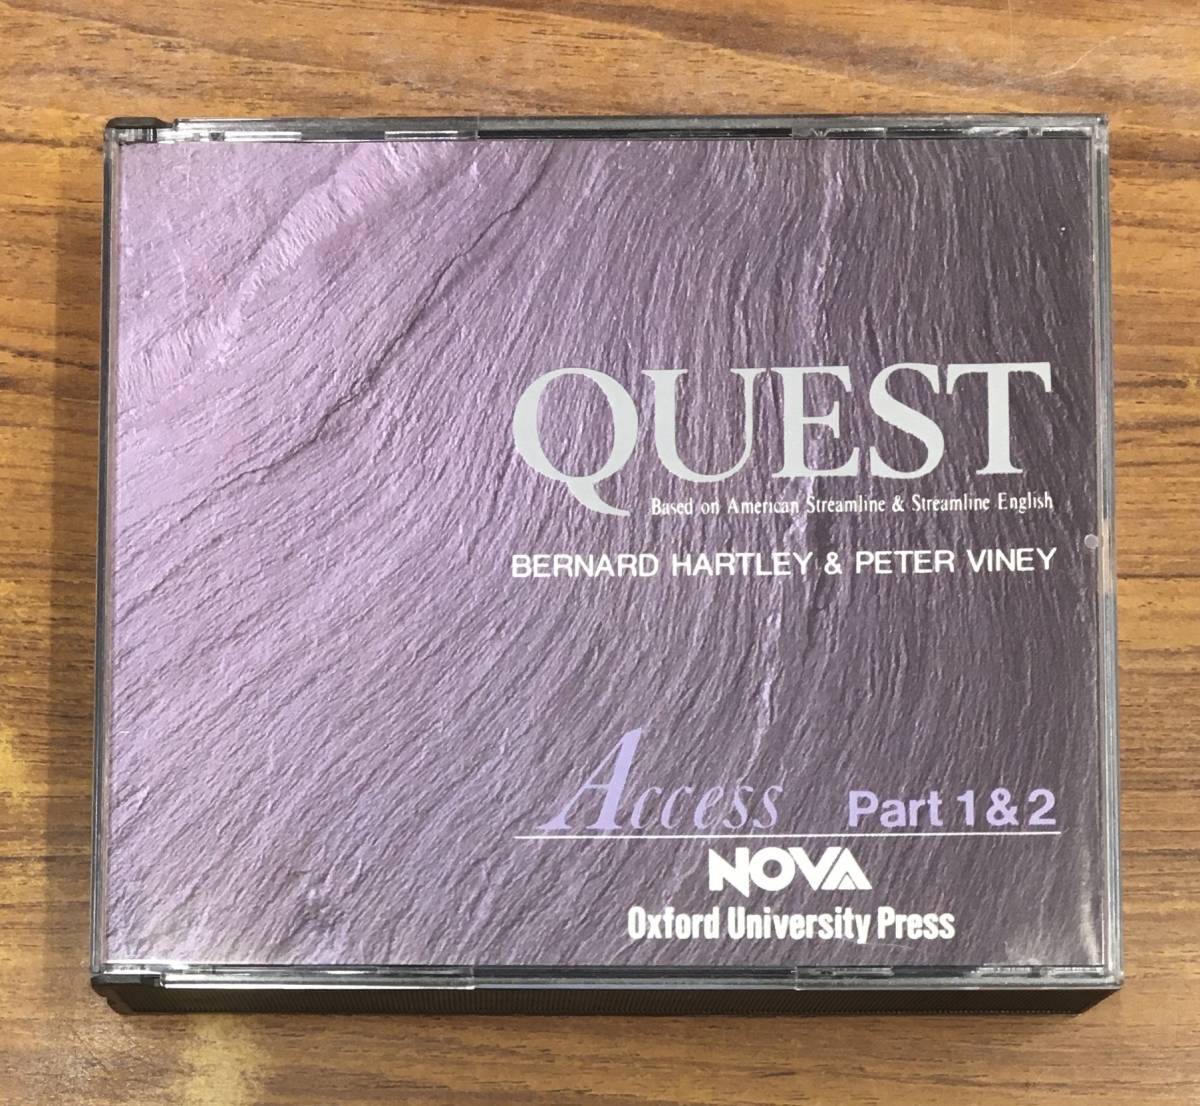 QUEST
Based on American Streamline & Streamline English
BERNARD HARTLEY & PETER VINEY
Access Part 1 & 2
NOVA
Oxford University Press